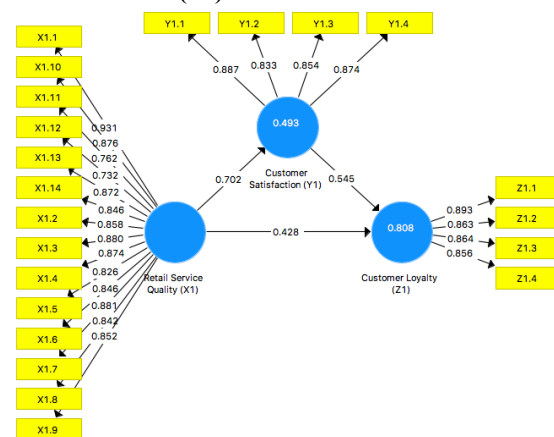 X1.1
X1.10
X1.11
X1.12
X1.13
X1.14
X1.2
X1.3
X1.4
X1.5
X1.6
X1.7
X1.8
X1.9
0.931
0.876
0.762
0.732
0.872
0.846
0.858
0.880
0.874
0.826
0.846
0.881
0.842
0.852
Retail Service
Quality (X1)
0.702
0.428
Y1.1
Y1.2
Y1.3
Y1.4
0.887
0.833
0.854
0.874
0.493
Customer
Satisfaction (Y1)
0.545
0.808
Customer Loyalty
(Z1)
0.893
0.863
0.864
0.856
Z1.1
Z1.2
Z1.3
Z1.4